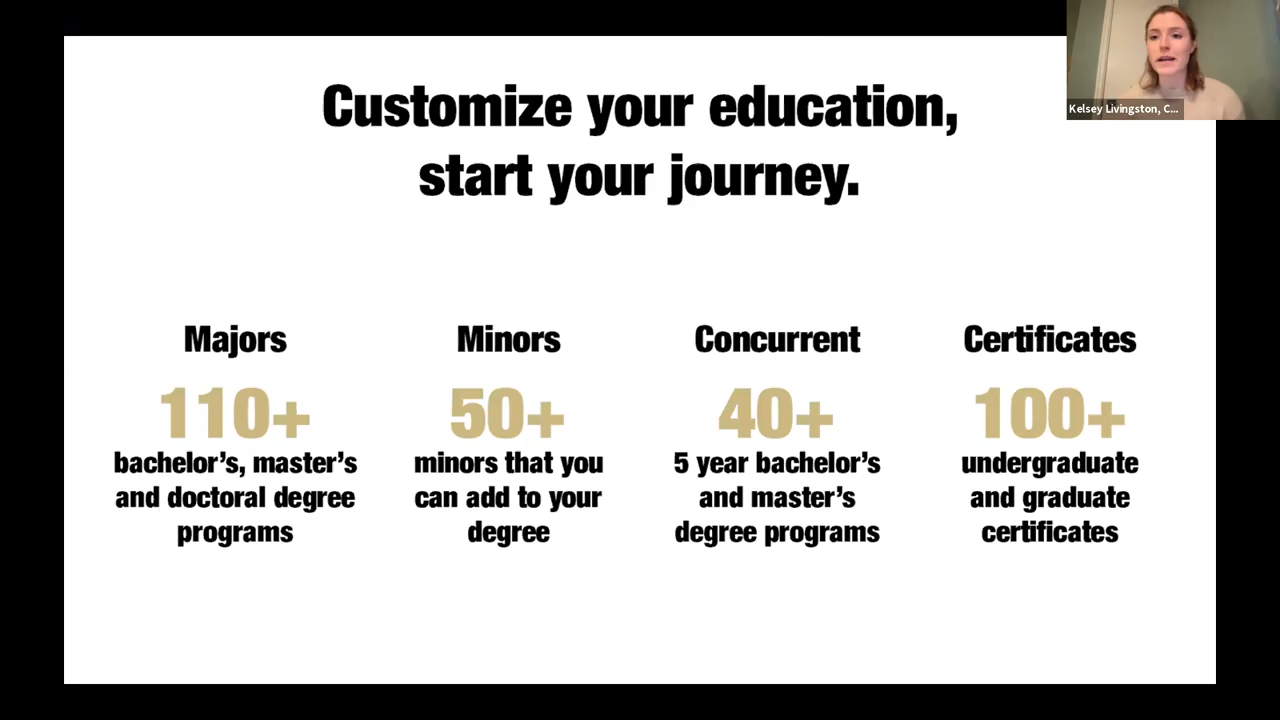 Customize your education,
start your journey.
Kelsey Livingston, C...
Majors
110+
bachelor's, master's
and doctoral degree
programs
Minors
50+
minors that you
can add to your
degree
Concurrent
40+
5 year bachelor's
and master's
degree programs
Certificates
100+
undergraduate
and graduate
certificates